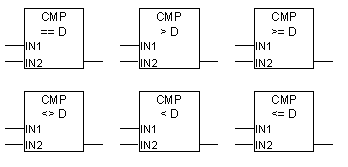 CMP
== D
IN1
IN2
CMP
> D
IN1
IN2
CMP
>= D
IN1
IN2
CMP
<> D
IN1
IN2
CMP
< D
IN1
IN2
CMP
<= D
IN1
IN2